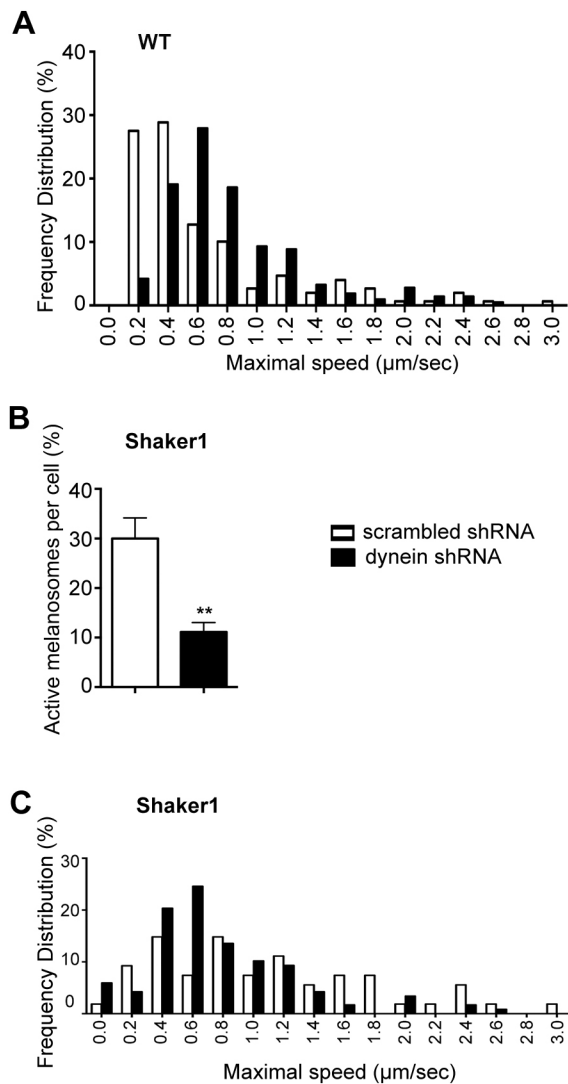 A
WT
Frequency Distribution (%)
40
30
20
10
0
0.0 0.2 0.4 0.6 0.8 1.0 1.2 1.4 1.6 1.8 2.0 2.2 2.4 2.6 2.8 3.0
Maximal speed (µm/sec)
B
Shaker1
Active melanosomes per cell (%)
40
30
20
10
0
**
scrambled shRNA
dynein shRNA
C
Shaker1
Frequency Distribution (%)
30
20
10
0
0.0 0.2 0.4 0.6 0.8 1.0 1.2 1.4 1.6 1.8 2.0 2.2 2.4 2.6 2.8 3.0
Maximal speed (µm/sec)